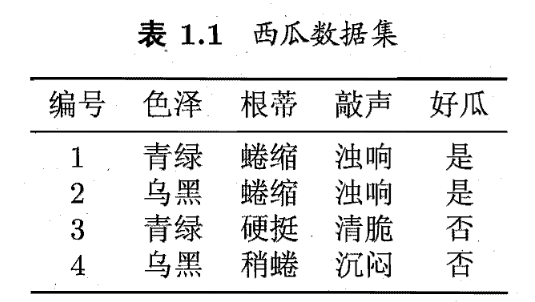 表 1.1 西瓜数据集
编号 色泽 根蒂 敲声 好瓜
1 青绿 蜷缩 浊响 是
2 乌黑 蜷缩 浊响 是
3 青绿 硬挺 清脆 否
4 乌黑 稍蜷 沉闷 否